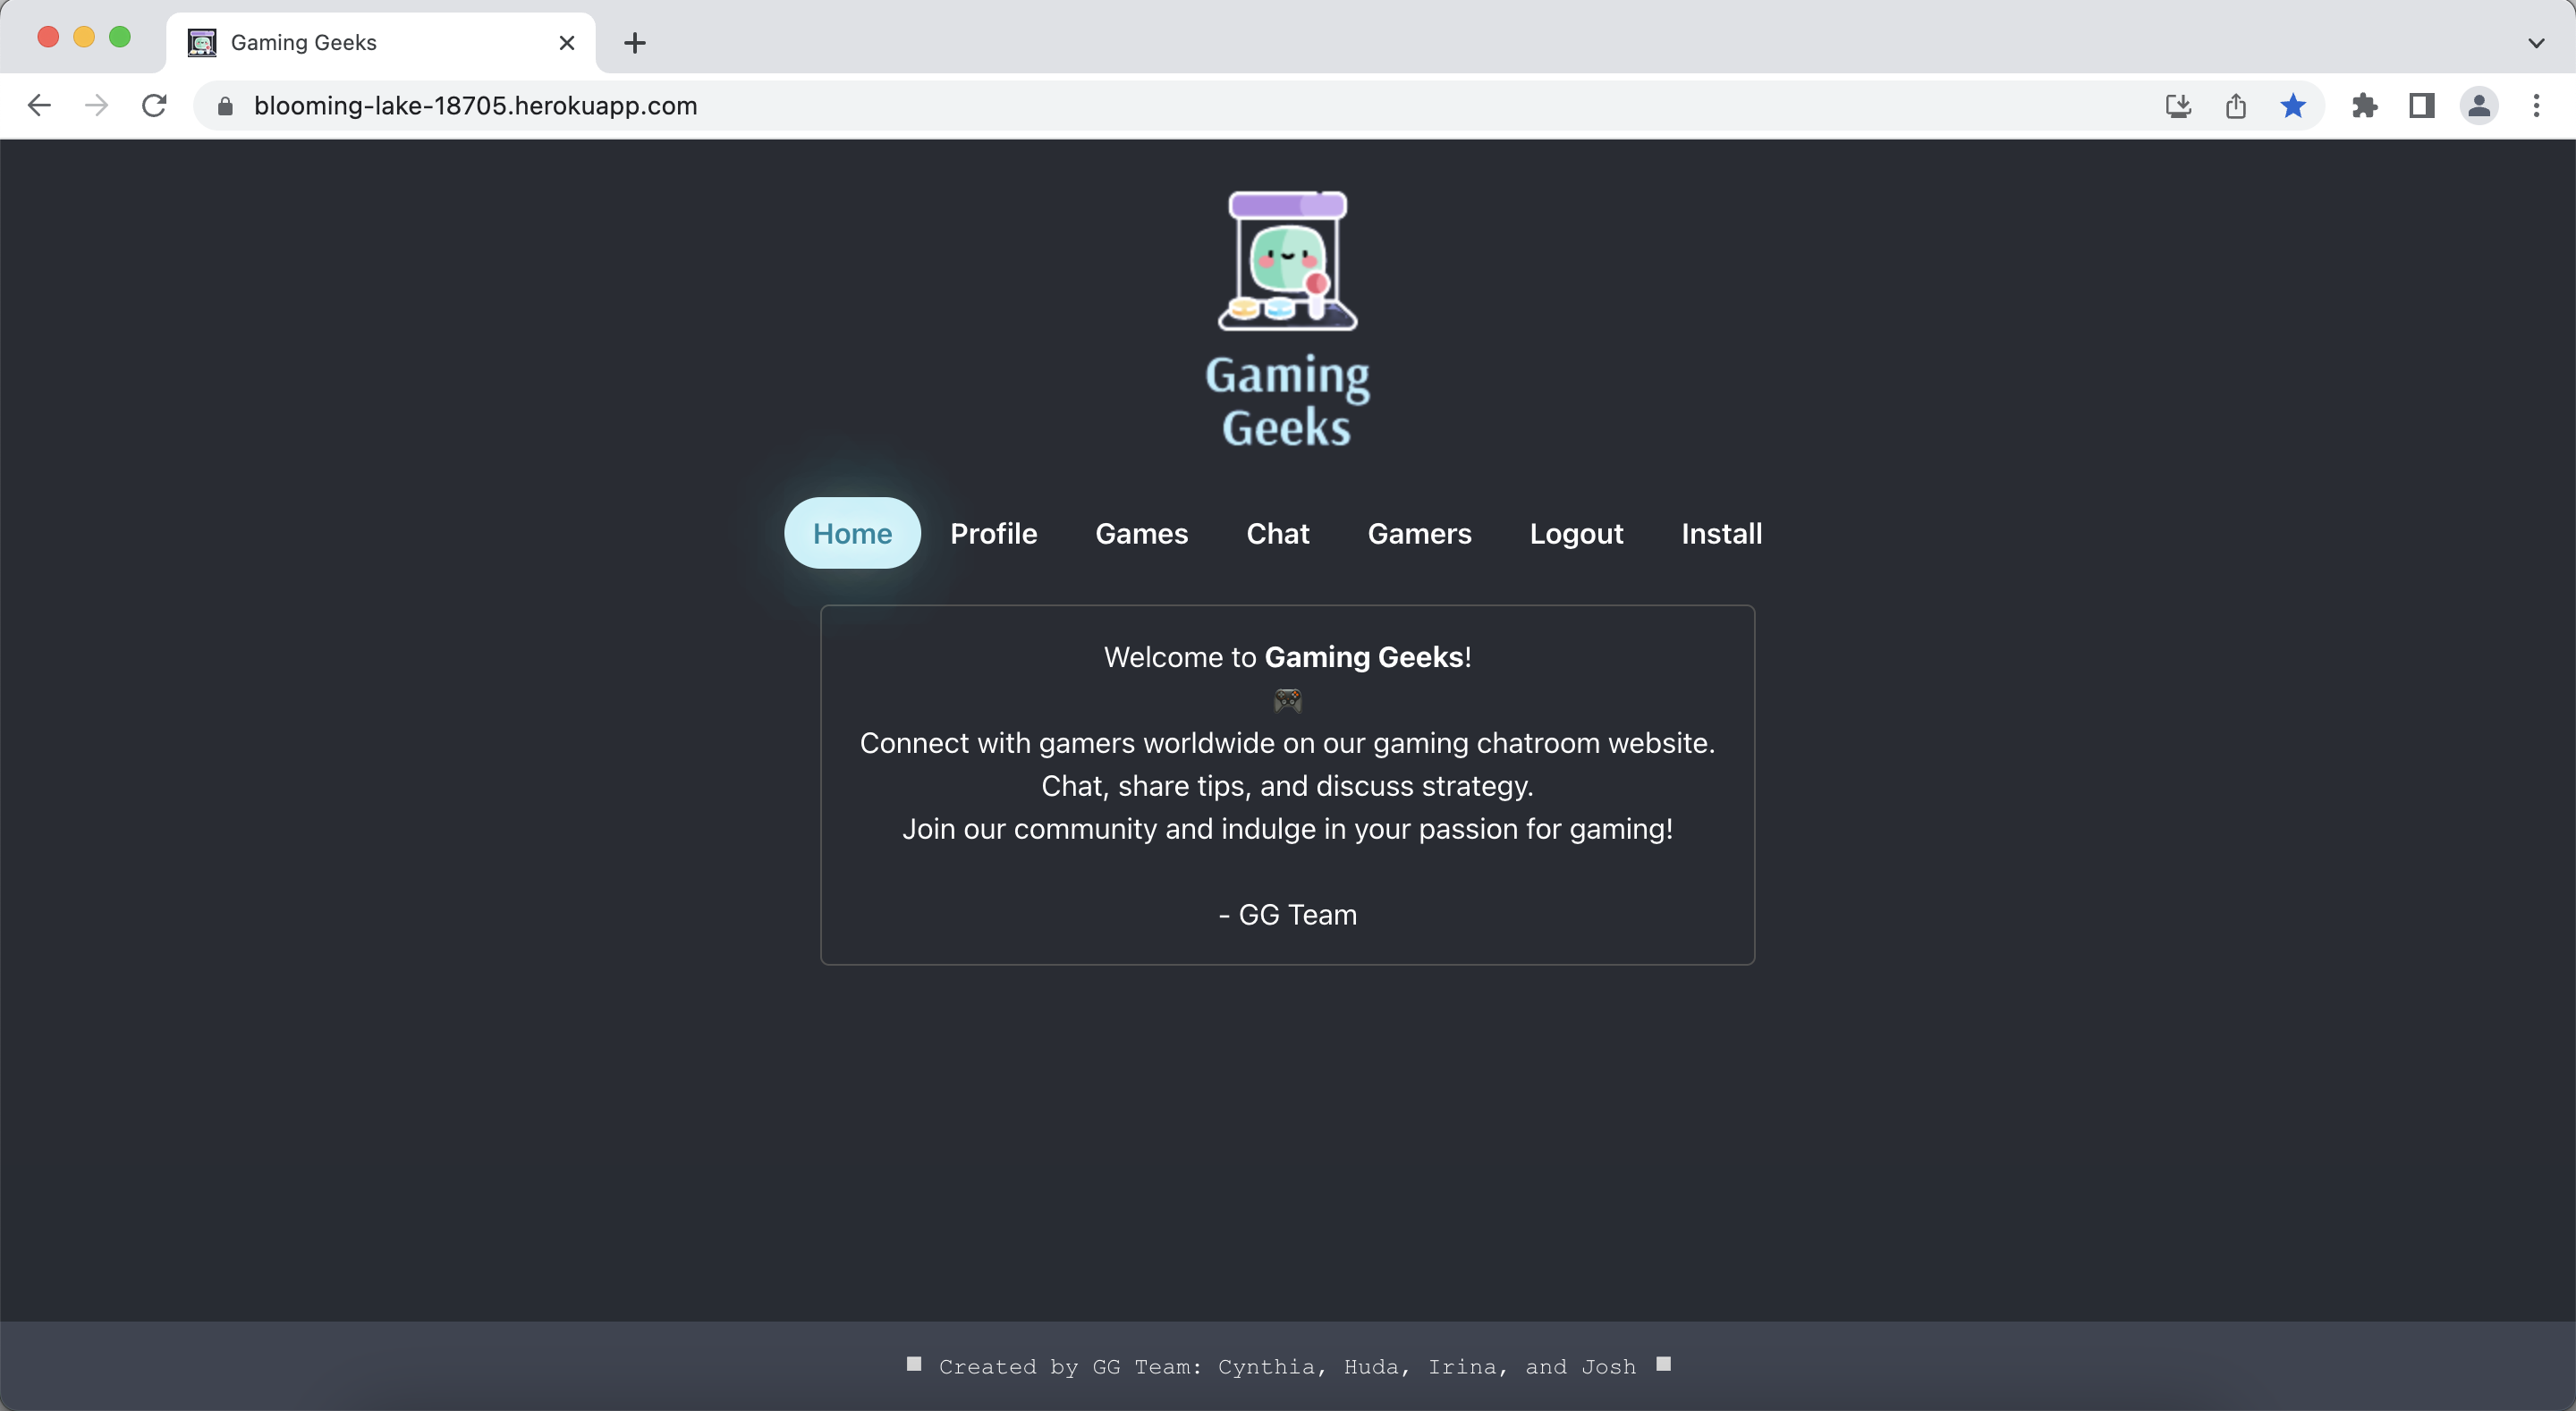 Gaming Geeks
blooming-lake-18705.herokuapp.com
Gaming
Geeks
Home Profile Games Chat Gamers Logout Install
Welcome to Gaming Geeks!
🎮
Connect with gamers worldwide on our gaming chatroom website.
Chat, share tips, and discuss strategy.
Join our community and indulge in your passion for gaming!
- GG Team
■ Created by GG Team: Cynthia, Huda, Irina, and Josh ■